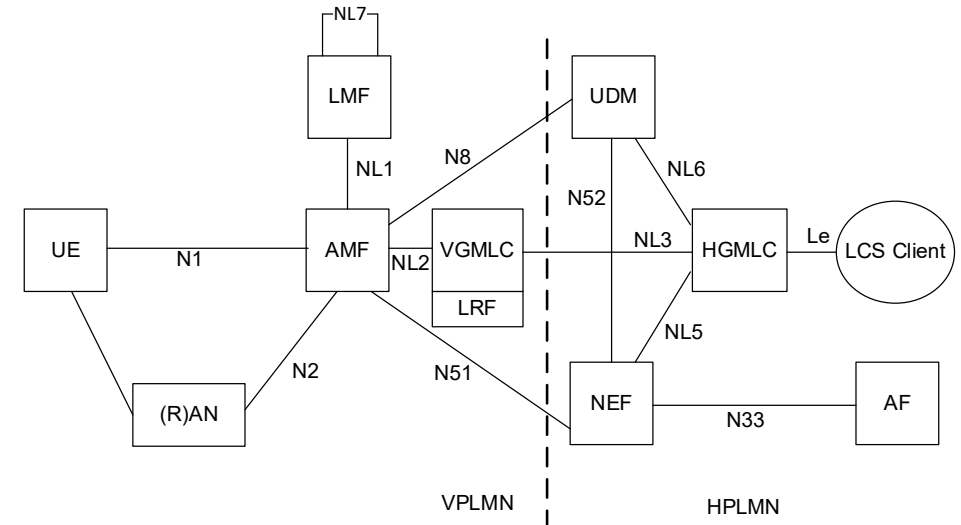 NL7
LMF
UDM
NL1
N8
NL6
N52
UE
N1
AMF
NL2
VGMLC
LRF
NL3
HGMLC
Le
LCS Client
N2
N51
NL5
(R)AN
NEF
N33
AF
VPLMN
HPLMN